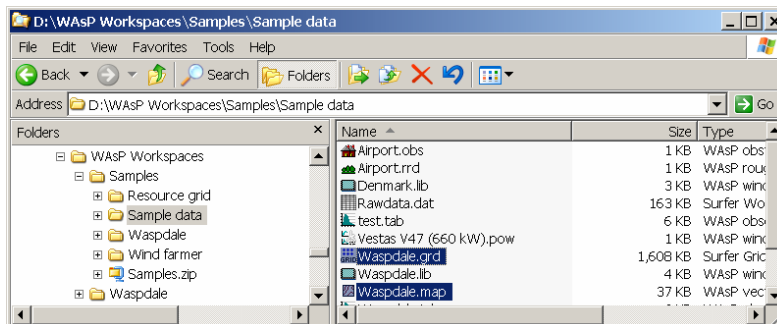 D:\WAsP Workspaces\Samples\Sample data
File Edit View Favorites Tools Help
Back Search Folders
Address D:\WAsP Workspaces\Samples\Sample data Go
Folders × Name Size Type
WAsP Workspaces
Samples
Resource grid
Sample data
Waspdale
Wind farmer
Samples.zip
Waspdale
Airport.obs 1 KB WAsP obs
Airport.rrd 1 KB WAsP rou
Denmark.lib 3 KB WAsP wind
Rawdata.dat 163 KB Surfer Wo
test.tab 6 KB WAsP obs
Vestas V47 (660 kW).pow 1 KB WAsP wind
Waspdale.grd 1,608 KB Surfer Grid
Waspdale.lib 4 KB WAsP wind
Waspdale.map 37 KB WAsP vec